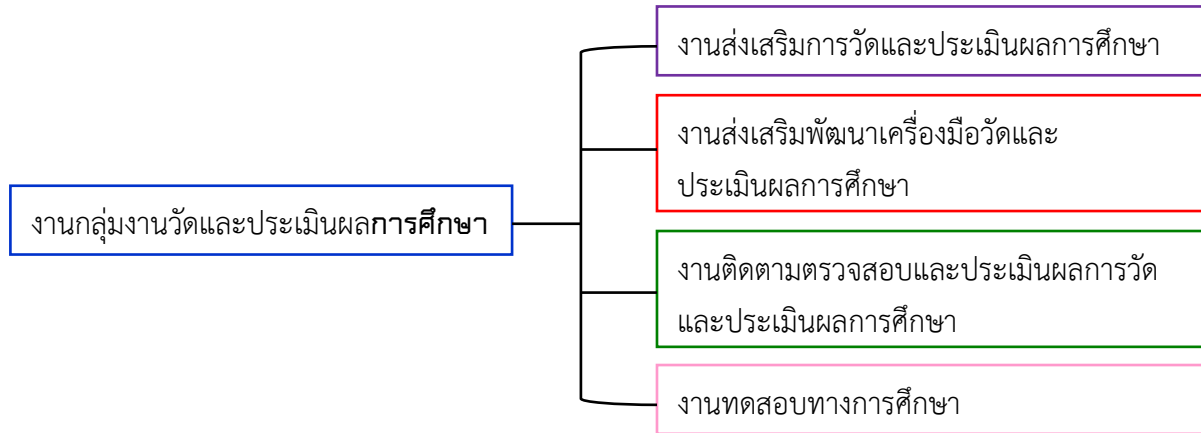 งานส่งเสริมการวัดและประเมินผลการศึกษา
งานส่งเสริมพัฒนาเครื่องมือวัดและ
ประเมินผลการศึกษา
งานกลุ่มงานวัดและประเมินผลการศึกษา
งานติดตามตรวจสอบและประเมินผลการวัด
และประเมินผลการศึกษา
งานทดสอบทางการศึกษา